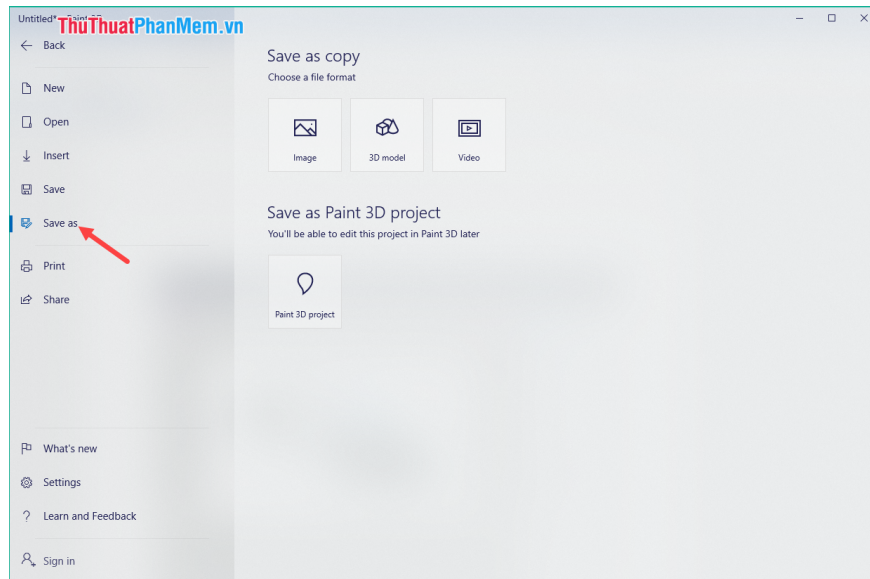 Untitled*
ThuThuatPhanMem.vn
Back
New
Open
Insert
Save
Save as
Print
Share
What's new
Settings
Learn and Feedback
Sign in
Save as copy
Choose a file format
Image
3D model
Video
Save as Paint 3D project
You'll be able to edit this project in Paint 3D later
Paint 3D project